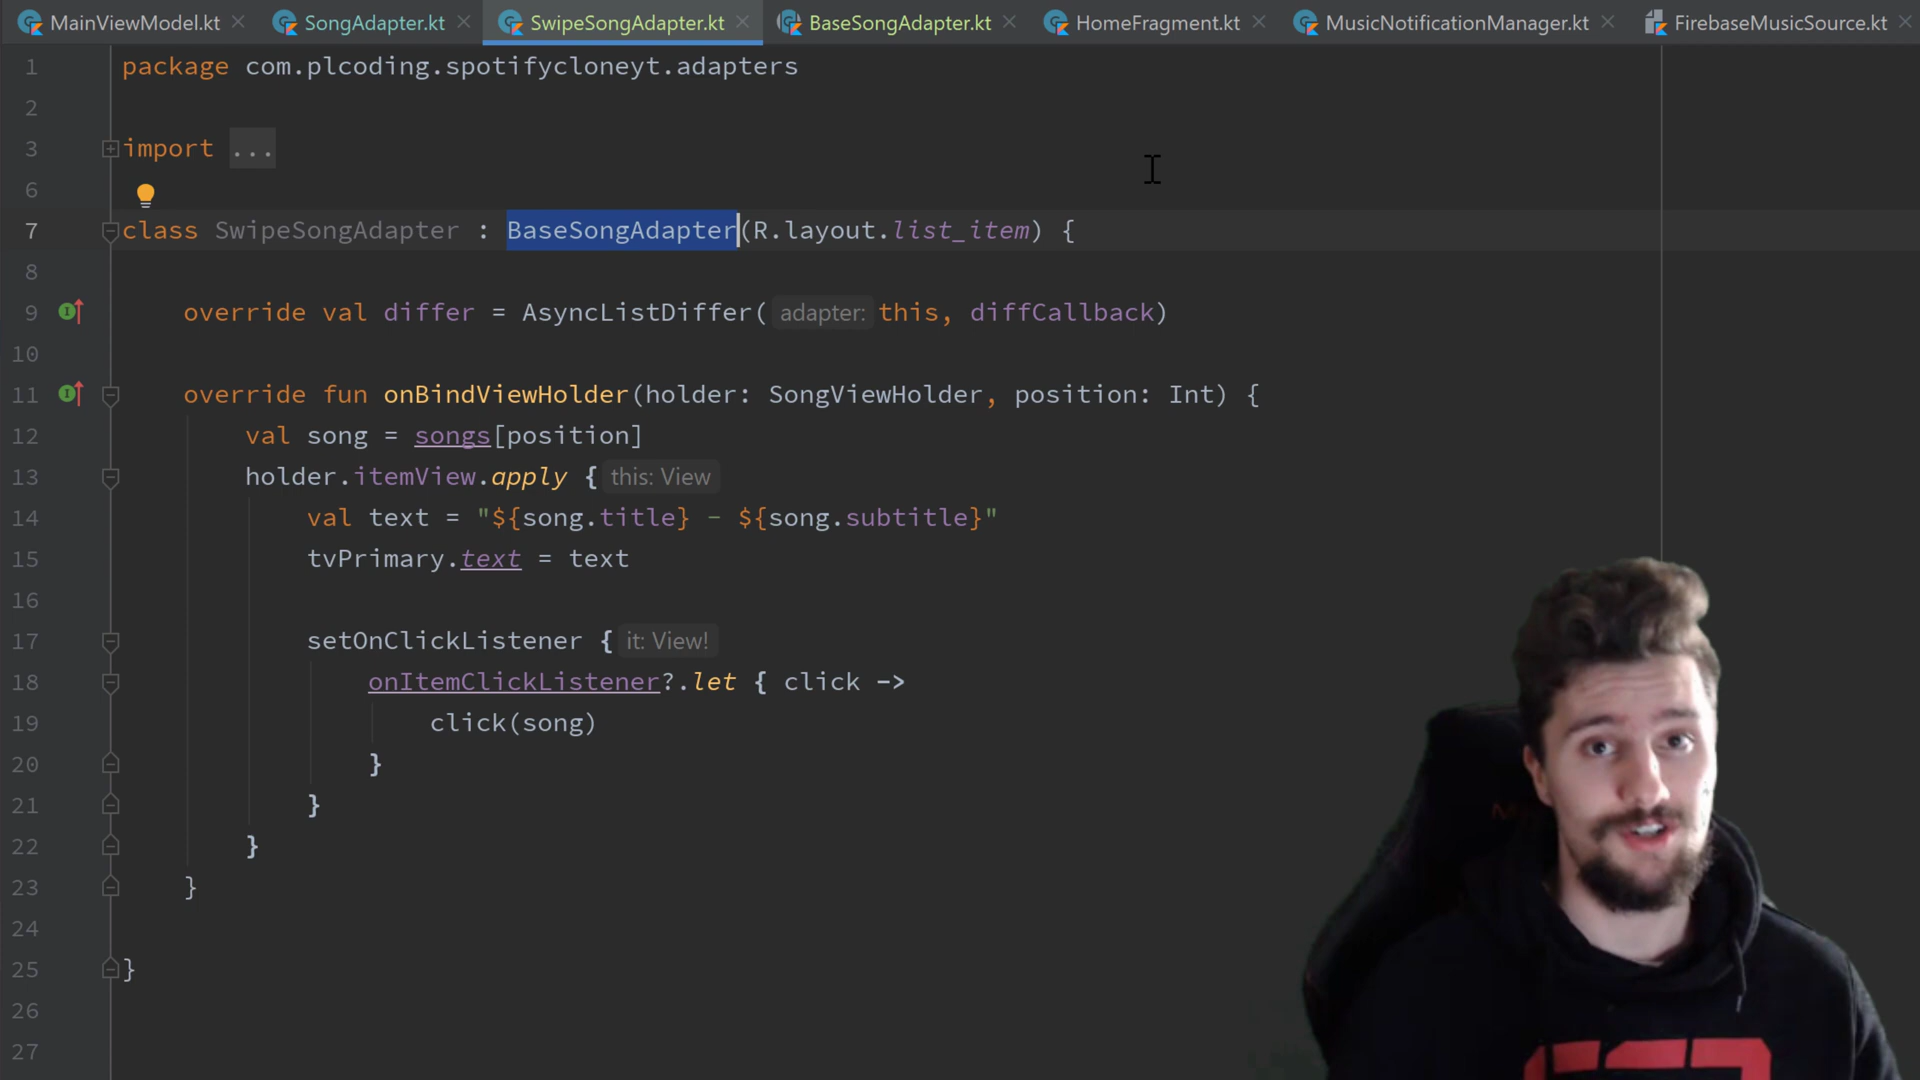 MainViewModel.kt SongAdapter.kt SwipeSongAdapter.kt BaseSongAdapter.kt HomeFragment.kt MusicNotificationManager.kt FirebaseMusicSource.kt
1 package com.plcoding.spotifycloneyt.adapters
2
3 import ...
6
7 class SwipeSongAdapter : BaseSongAdapter(R.layout.list_item) {
8
9 override val differ = AsyncListDiffer( adapter: this, diffCallback)
10
11 override fun onBindViewHolder(holder: SongViewHolder, position: Int) {
12 val song = songs[position]
13 holder.itemView.apply { this: View
14 val text = "${song.title} - ${song.subtitle}"
15 tvPrimary.text = text
16
17 setOnClickListener { it: View!
18 onItemClickListener?.let { click ->
19 click(song)
20 }
21 }
22 }
23 }
24
25 }
26
27